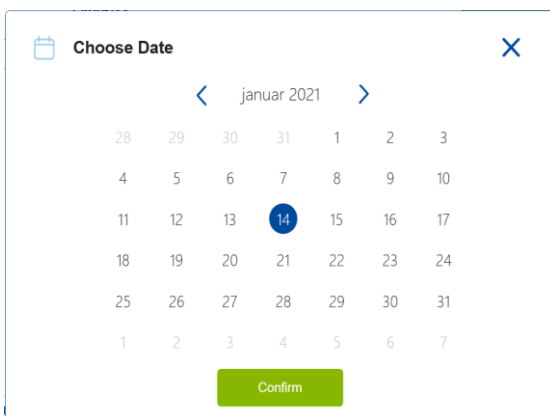 Choose Date
januar 2021
28 29 30 31 1 2 3
4 5 6 7 8 9 10
11 12 13 14 15 16 17
18 19 20 21 22 23 24
25 26 27 28 29 30 31
1 2 3 4 5 6 7
Confirm